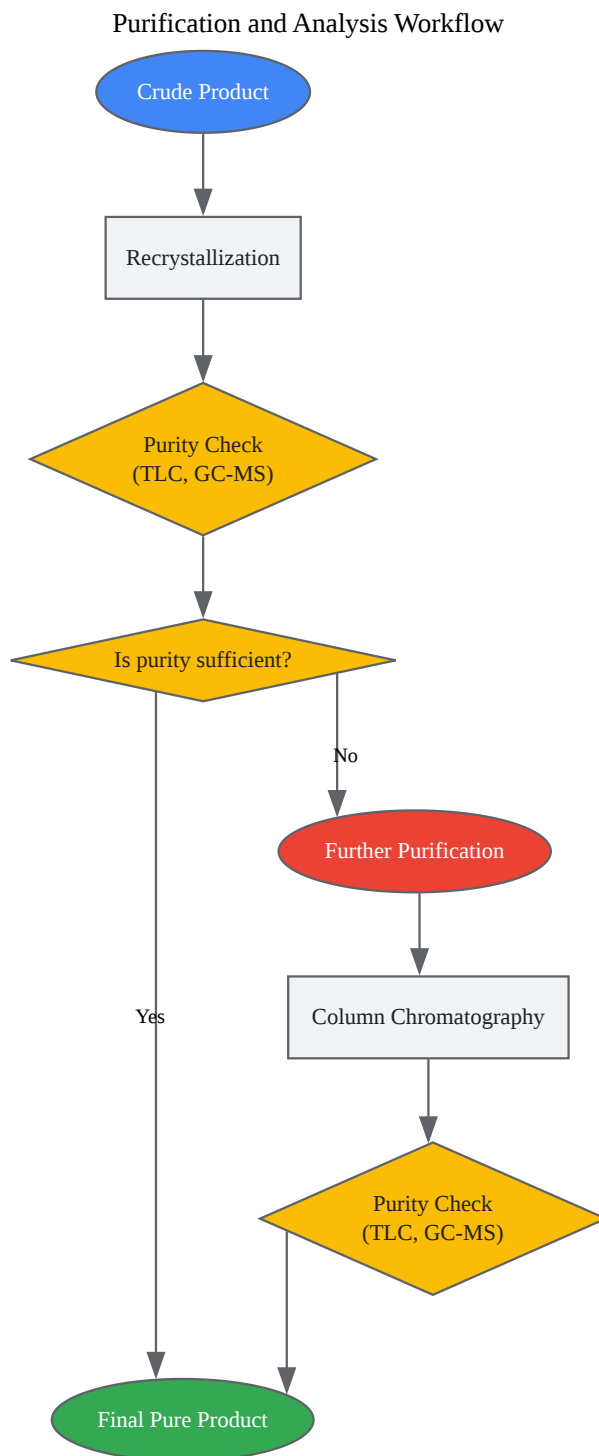 Purification and Analysis Workflow
Crude Product
Recrystallization
Purity Check
(TLC, GC-MS)
Is purity sufficient?
No
Further Purification
Yes
Column Chromatography
Purity Check
(TLC, GC-MS)
Final Pure Product